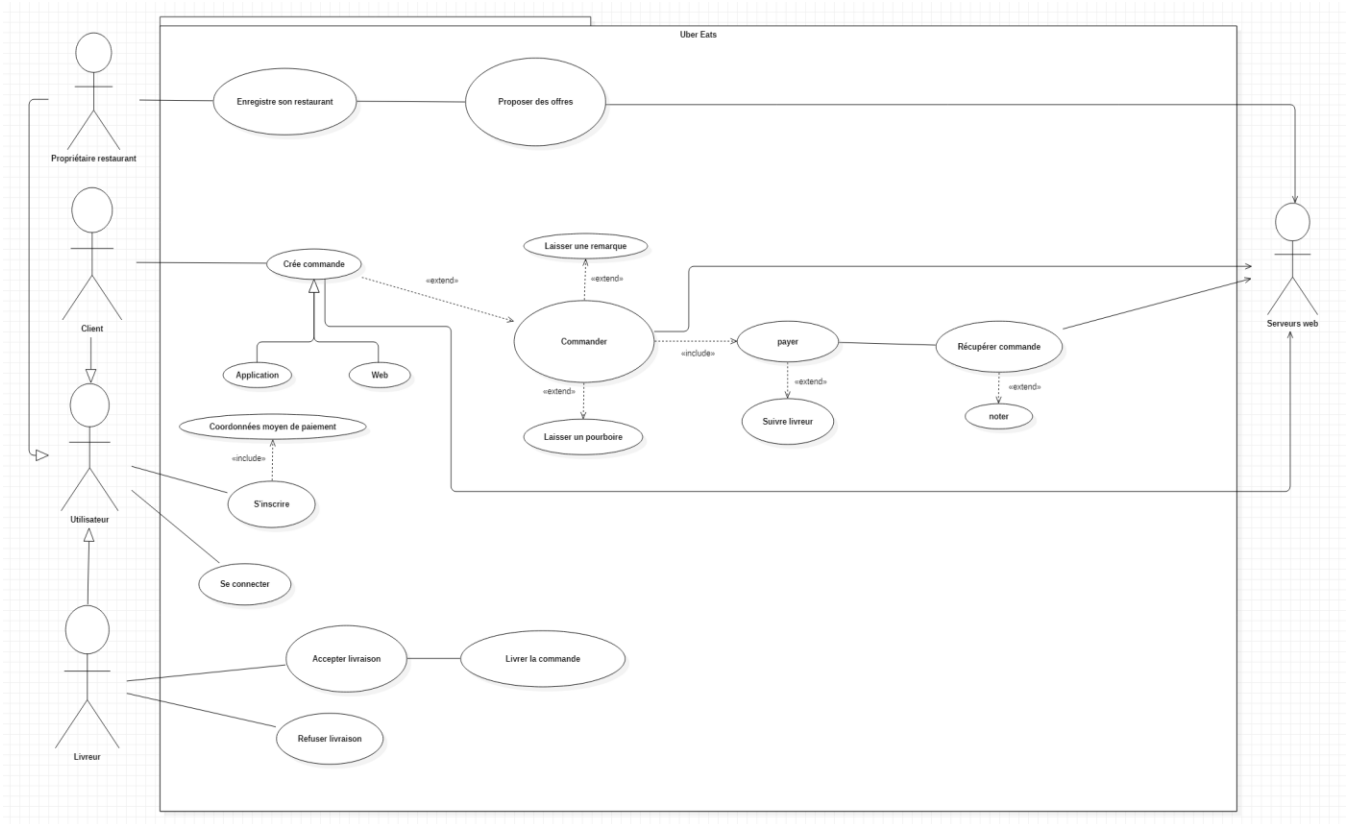 Uber Eats
Enregistre son restaurant
Proposer des offres
Propriétaire restaurant
Laisser une remarque
Crée commande
«extend»
«extend»
Client
Serveurs web
Commander
payer
Récupérer commande
«include»
Application
Web
«extend»
«extend»
«extend»
Coordonnées moyen de paiement
noter
Suivre livreur
Laisser un pourboire
«include»
S'inscrire
Utilisateur
Se connecter
Accepter livraison
Livrer la commande
Refuser livraison
Livreur